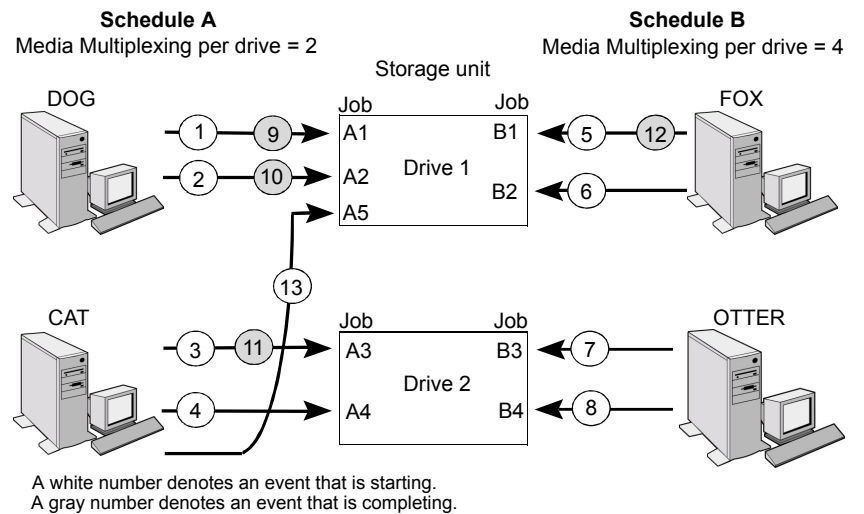 Schedule A
Media Multiplexing per drive = 2
Schedule B
Media Multiplexing per drive = 4
Storage unit
DOG
Job
Job
FOX
1
9
A1
B1
5
12
2
10
A2
Drive 1
B2
6
A5
13
CAT
Job
Job
OTTER
3
11
A3
B3
7
Drive 2
4
A4
B4
8
A white number denotes an event that is starting.
A gray number denotes an event that is completing.